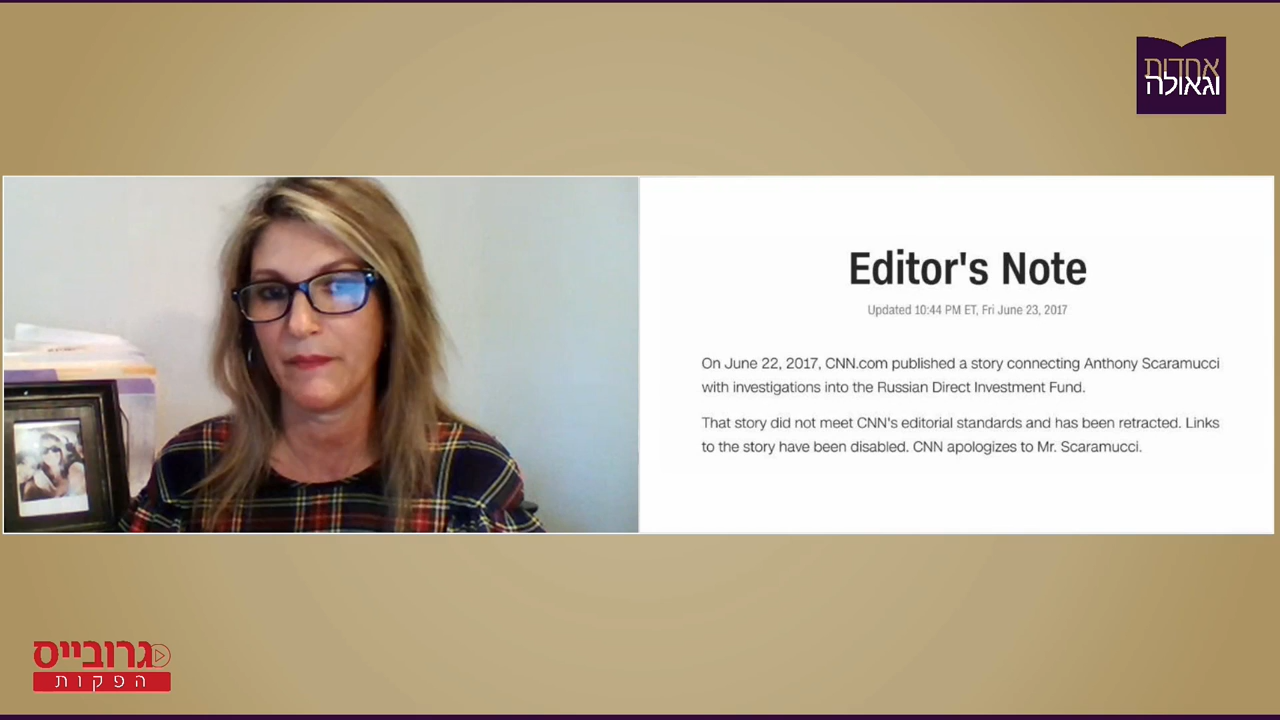 אחדות
וגאולה
Editor's Note
Updated 10:44 PM ET, Fri June 23, 2017
On June 22, 2017, CNN.com published a story connecting Anthony Scaramucci
with investigations into the Russian Direct Investment Fund.
That story did not meet CNN's editorial standards and has been retracted. Links
to the story have been disabled. CNN apologizes to Mr. Scaramucci.
גרובייס
הפקות